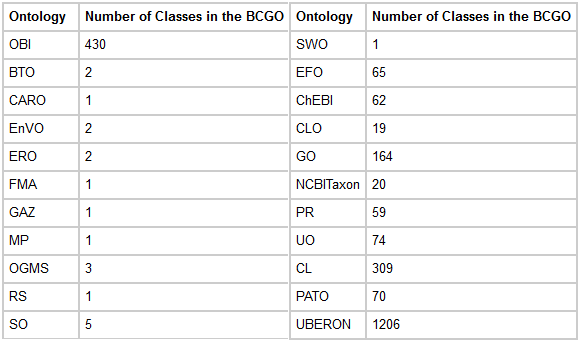 Ontology Number of Classes in the BCGO Ontology Number of Classes in the BCGO
OBI 430 SWO 1
BTO 2 EFO 65
CARO 1 ChEBI 62
EnVO 2 CLO 19
ERO 2 GO 164
FMA 1 NCBITaxon 20
GAZ 1 PR 59
MP 1 UO 74
OGMS 3 CL 309
RS 1 PATO 70
SO 5 UBERON 1206